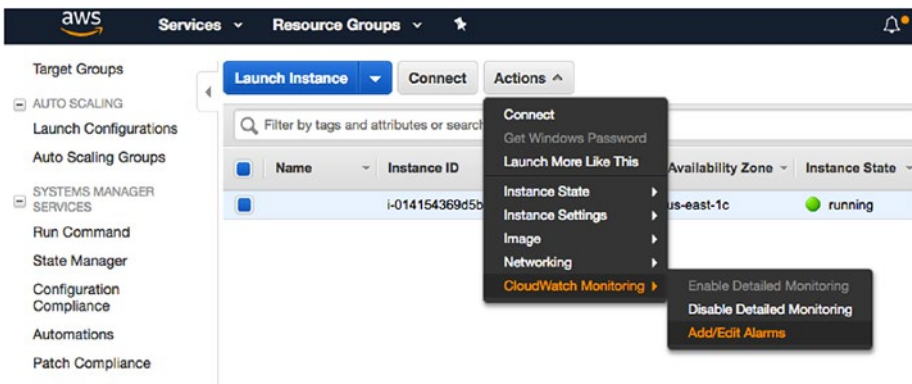 aws
Services
Resource Groups
Target Groups
AUTO SCALING
Launch Configurations
Auto Scaling Groups
SYSTEMS MANAGER
SERVICES
Run Command
State Manager
Configuration
Compliance
Automations
Patch Compliance
Launch Instance
Connect
Actions
Filter by tags and attributes or search
Name
Instance ID
Availability Zone
Instance State
i-014154369d5b
us-east-1c
running
Connect
Get Windows Password
Launch More Like This
Instance State
Instance Settings
Image
Networking
CloudWatch Monitoring
Enable Detailed Monitoring
Disable Detailed Monitoring
Add/Edit Alarms